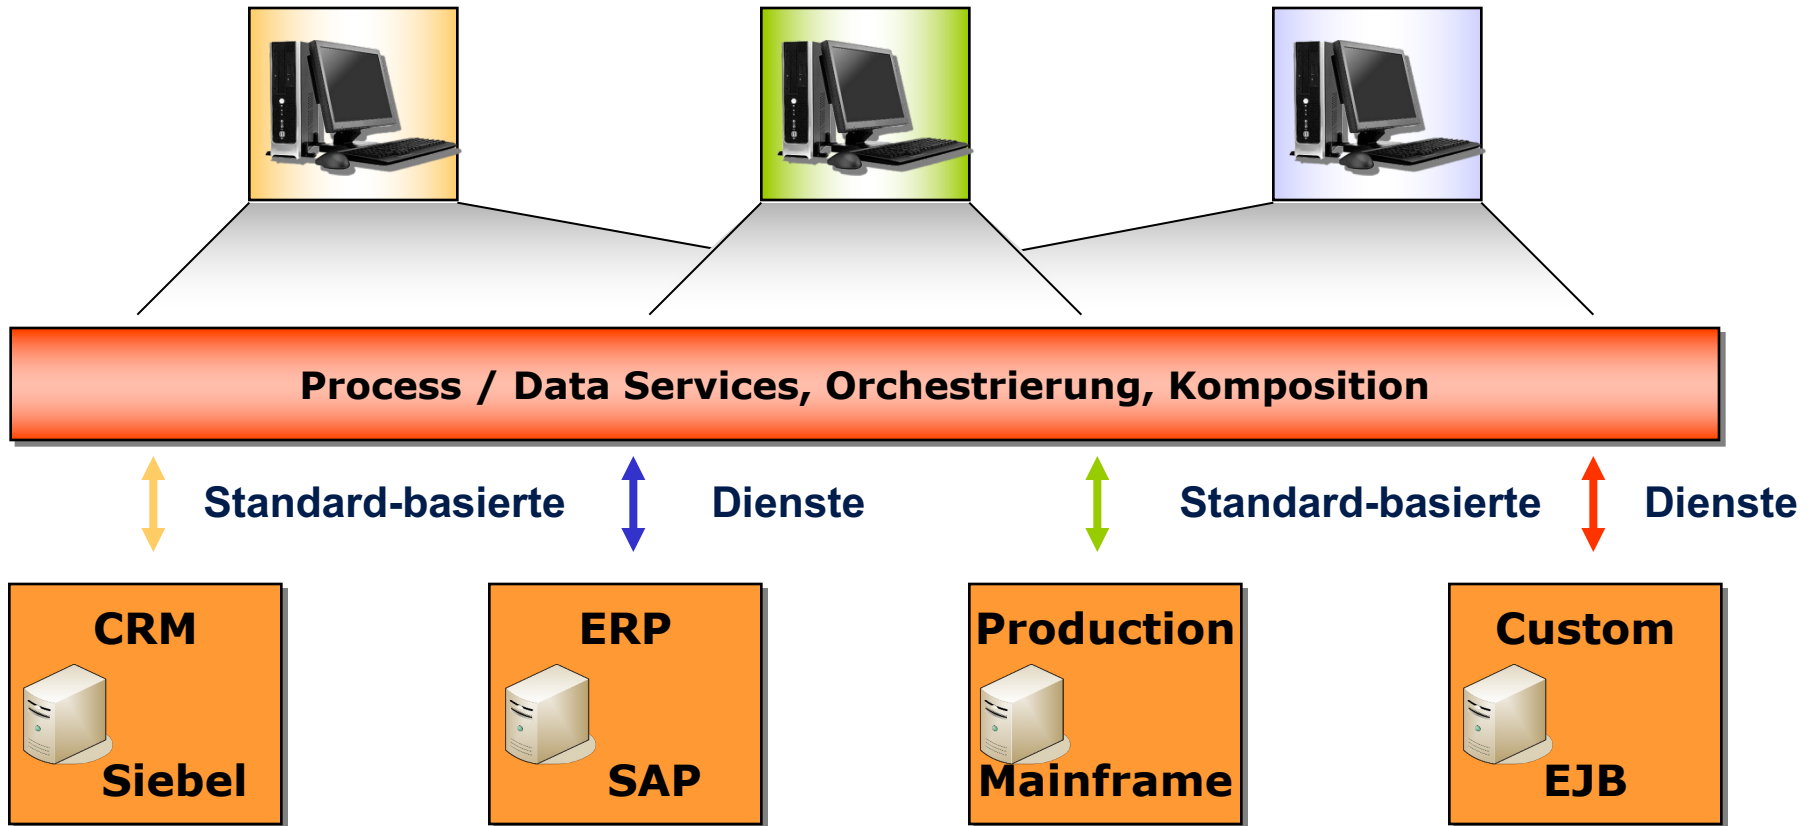 Process / Data Services, Orchestrierung, Komposition
Standard-basierte Dienste Standard-basierte Dienste
CRM ERP Production Custom
Siebel SAP Mainframe EJB